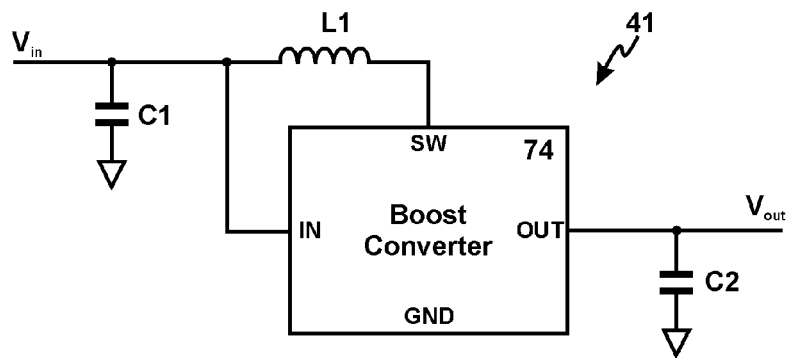 L1
41
Vin
C1
SW
74
Boost
Converter
IN
OUT
Vout
GND
C2